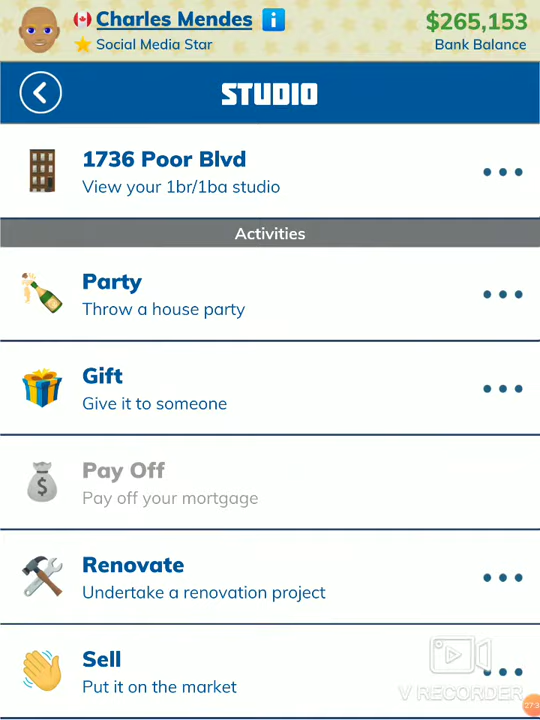 Charles Mendes
$265,153
Social Media Star
Bank Balance
STUDIO
1736 Poor Blvd
View your 1br/1ba studio
Activities
Party
Throw a house party
Gift
Give it to someone
Pay Off
Pay off your mortgage
Renovate
Undertake a renovation project
Sell
Put it on the market
V RECORDER